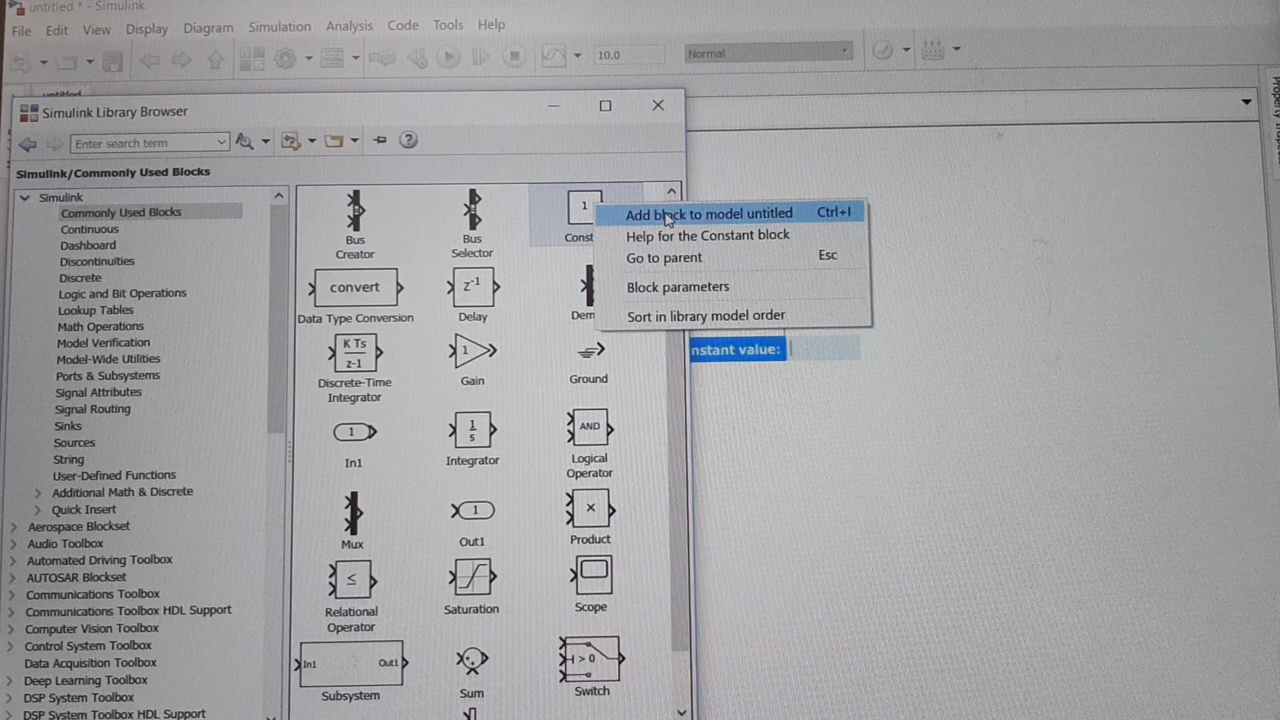 untitled * - Simulink
File Edit View Display Diagram Simulation Analysis Code Tools Help
10.0 Normal
untitled
Simulink Library Browser
Enter search term
Simulink/Commonly Used Blocks
Simulink
Commonly Used Blocks
Continuous
Dashboard
Discontinuities
Discrete
Logic and Bit Operations
Lookup Tables
Math Operations
Model Verification
Model-Wide Utilities
Ports & Subsystems
Signal Attributes
Signal Routing
Sinks
Sources
String
User-Defined Functions
Additional Math & Discrete
Quick Insert
Aerospace Blockset
Audio Toolbox
Automated Driving Toolbox
AUTOSAR Blockset
Communications Toolbox
Communications Toolbox HDL Support
Computer Vision Toolbox
Control System Toolbox
Data Acquisition Toolbox
Deep Learning Toolbox
DSP System Toolbox
DSP System Toolbox HDL Support
Bus
Creator
Bus
Selector
1
Const
convert
Data Type Conversion
z-1
Delay
Dem
K Ts
z-1
Discrete-Time
Integrator
1
Gain
Ground
1
In1
1
s
Integrator
AND
Logical
Operator
Mux
1
Out1
×
Product
≤
Relational
Operator
Saturation
Scope
In1 Out1
Subsystem
Sum
> 0
Switch
Add block to model untitled Ctrl+I
Help for the Constant block
Go to parent Esc
Block parameters
Sort in library model order
nstant value: